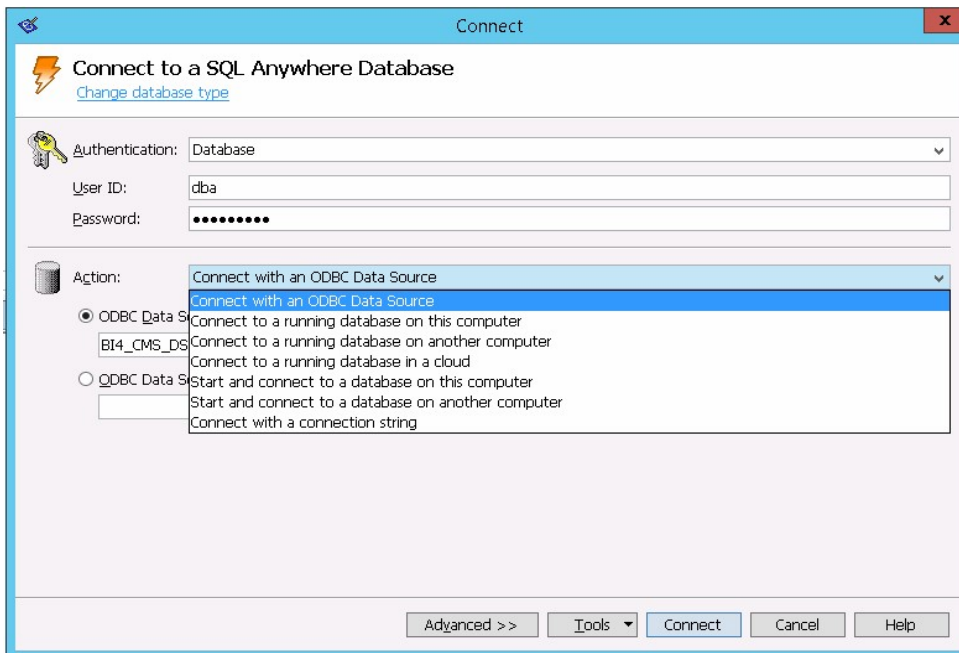 Connect
x
Connect to a SQL Anywhere Database
Change database type
Authentication: Database
User ID: dba
Password: •••••••••
Action: Connect with an ODBC Data Source
Connect with an ODBC Data Source
ODBC Data S
Connect to a running database on this computer
Connect to a running database on another computer
BI4_CMS_DS
Connect to a running database in a cloud
ODBC Data S
Start and connect to a database on this computer
Start and connect to a database on another computer
Connect with a connection string
Advanced >> Tools Connect Cancel Help